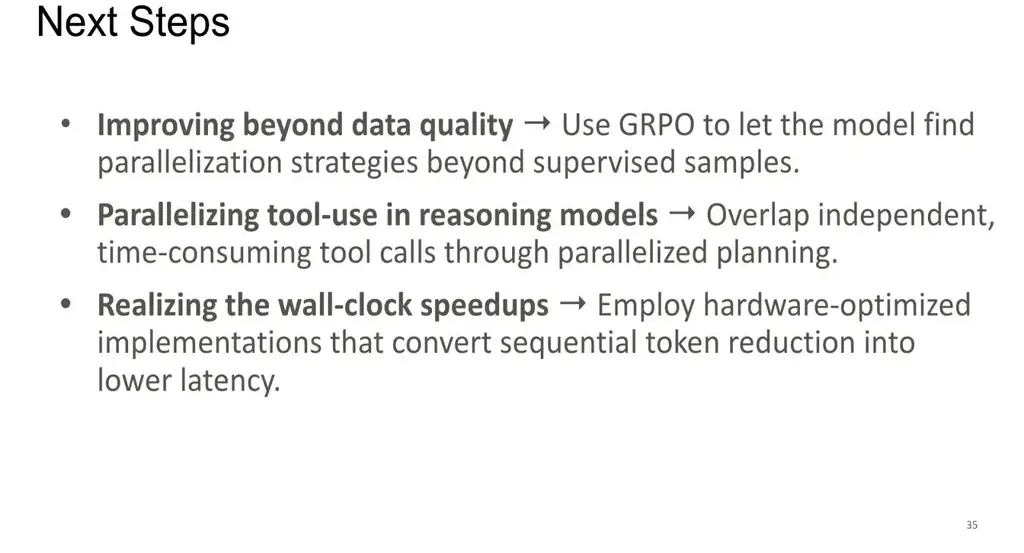 Next Steps
• Improving beyond data quality → Use GRPO to let the model find
parallelization strategies beyond supervised samples.
• Parallelizing tool-use in reasoning models → Overlap independent,
time-consuming tool calls through parallelized planning.
• Realizing the wall-clock speedups → Employ hardware-optimized
implementations that convert sequential token reduction into
lower latency.
35